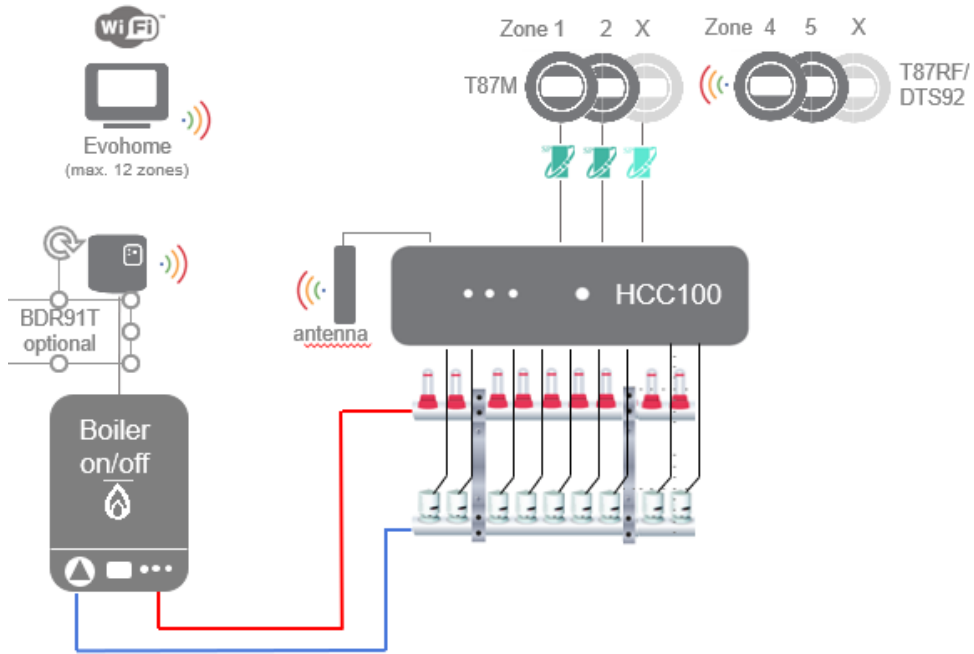 WiFi
Zone 1 2 X
Zone 4 5 X
T87M
T87RF/
DTS92
Evohome
(max. 12 zones)
HCC100
antenna
BDR91T
optional
Boiler
on/off